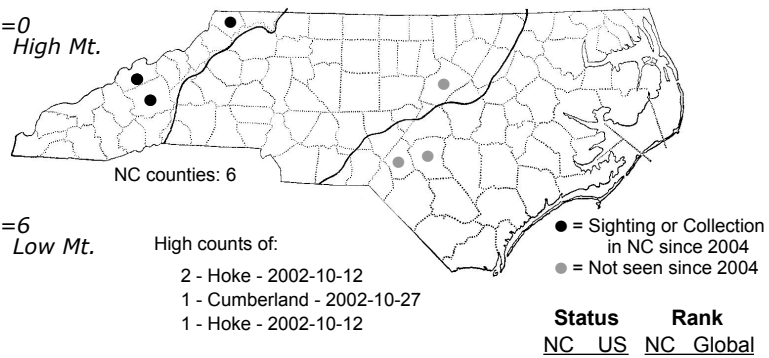 =0
High Mt.
NC counties: 6
=6
Low Mt.
High counts of:
2 - Hoke - 2002-10-12
1 - Cumberland - 2002-10-27
1 - Hoke - 2002-10-12
= Sighting or Collection
in NC since 2004
= Not seen since 2004
Status Rank
NC US NC Global